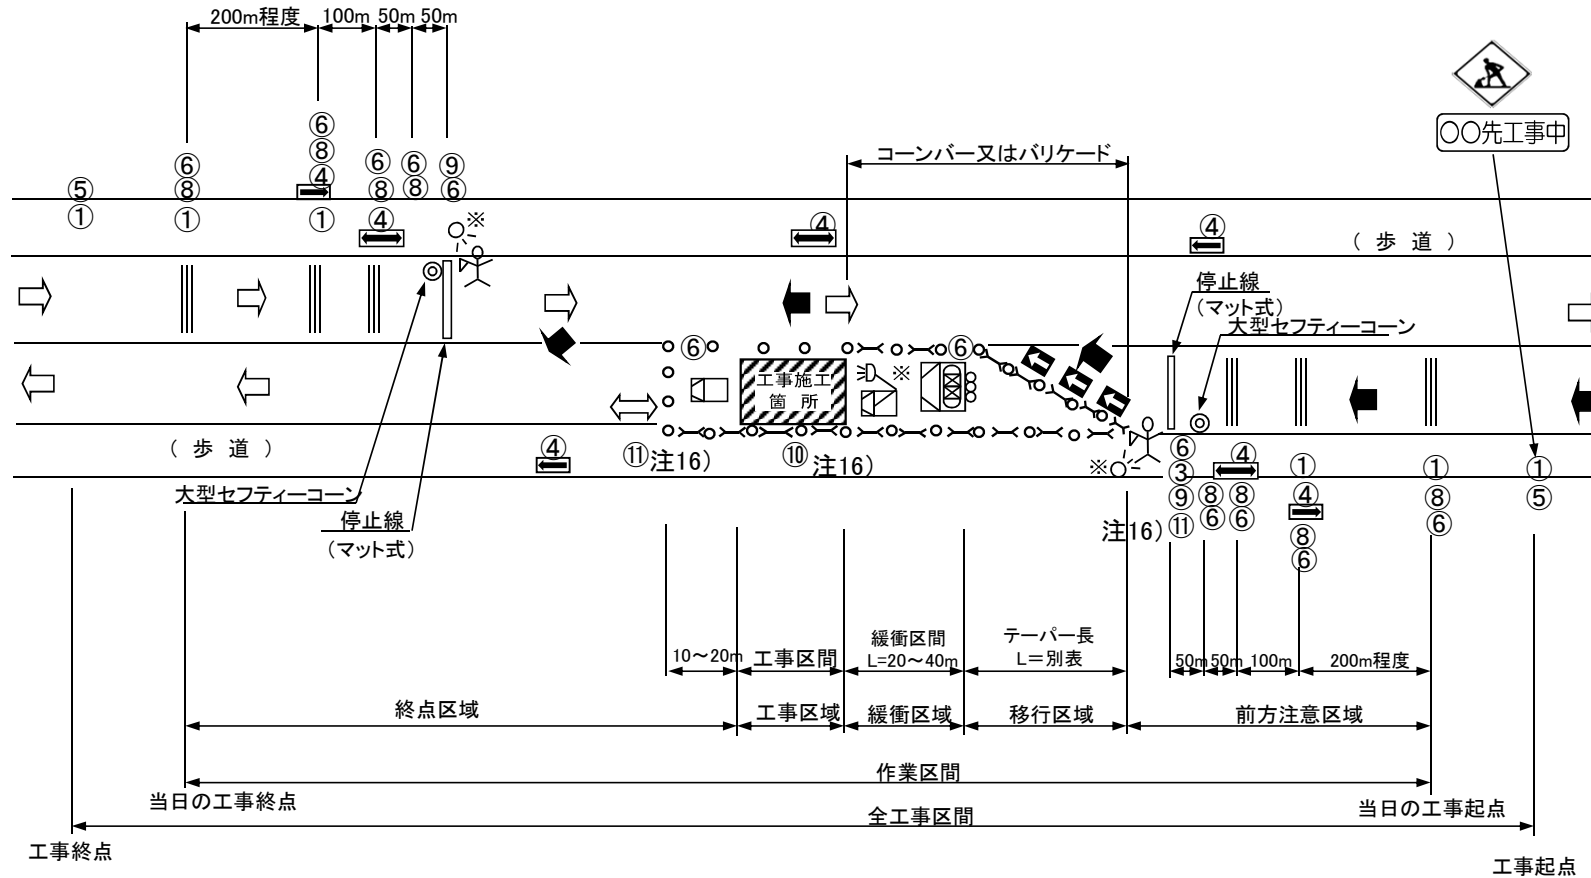 200m程度 100m 50m 50m
〇〇先工事中
⑥
⑧
④
①
⑥
⑧
①
⑤
①
⑥
⑧
④
⑥
⑧
⑨
⑥
※
コーンバー又はバリケード
④
④
（ 歩 道 ）
停止線
（マット式）
大型セフティーコーン
⑥
⑥
工事施工
箇 所
※
（ 歩 道 ）
④
⑪注16）
⑩注16）
※
大型セフティーコーン
停止線
（マット式）
⑥
③
⑨
注16）⑪
⑧
⑥
④
⑧
⑥
①
④
⑧
⑥
①
⑧
⑥
①
⑤
10～20m
工事区間
緩衝区間
L=20～40m
テーパー長
L＝別表
50m 50m 100m 200m程度
終点区域
工事区域
緩衝区域
移行区域
前方注意区域
作業区間
当日の工事終点
当日の工事起点
全工事区間
工事終点
工事起点